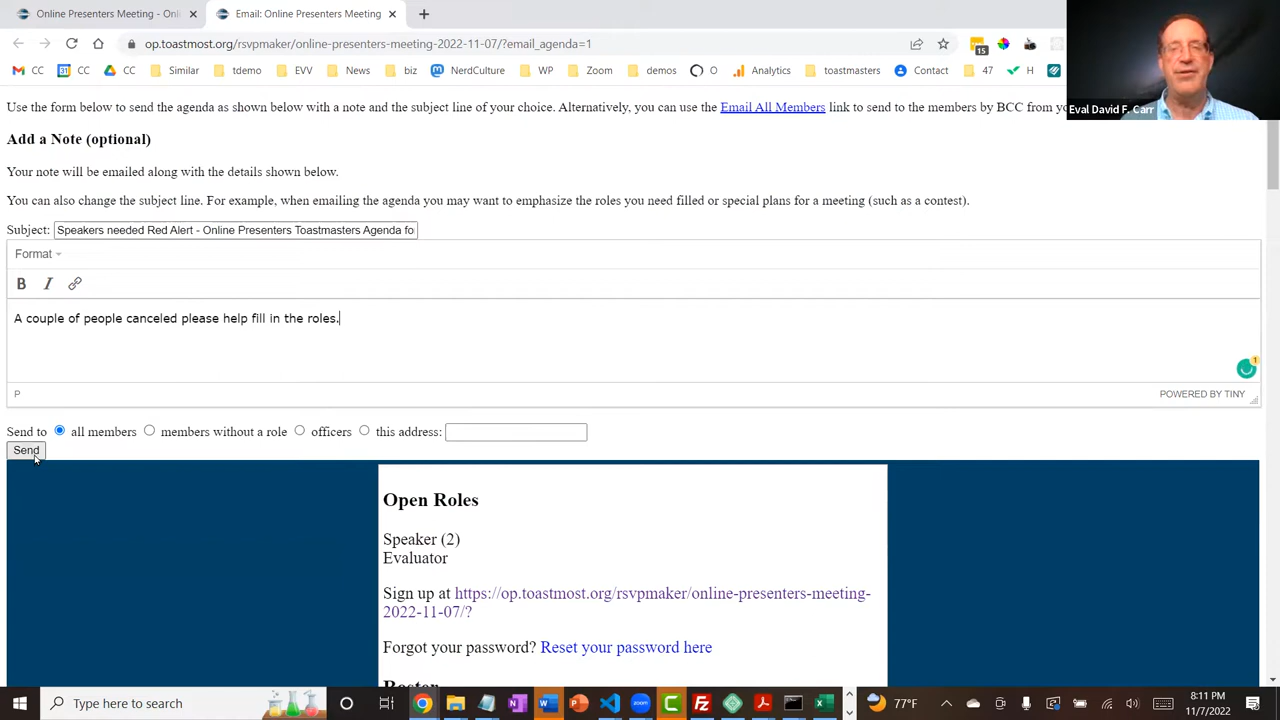 Online Presenters Meeting - Onl
Email: Online Presenters Meeting
op.toastmost.org/rsvpmaker/online-presenters-meeting-2022-11-07/?email_agenda=1
15
CC
CC
CC
Similar
tdemo
EVV
News
biz
NerdCulture
WP
Zoom
demos
O
Analytics
toastmasters
Contact
47
H
Eval David F. Carr
Use the form below to send the agenda as shown below with a note and the subject line of your choice. Alternatively, you can use the Email All Members link to send to the members by BCC from yo
Add a Note (optional)
Your note will be emailed along with the details shown below.
You can also change the subject line. For example, when emailing the agenda you may want to emphasize the roles you need filled or special plans for a meeting (such as a contest).
Subject: Speakers needed Red Alert - Online Presenters Toastmasters Agenda fo
Format
B I
A couple of people canceled please help fill in the roles.
1
P
POWERED BY TINY
Send to all members members without a role officers this address:
Send
Open Roles
Speaker (2)
Evaluator
Sign up at https://op.toastmost.org/rsvpmaker/online-presenters-meeting-
2022-11-07/?
Forgot your password? Reset your password here
Roster
Type here to search
77°F
8:11 PM
11/7/2022